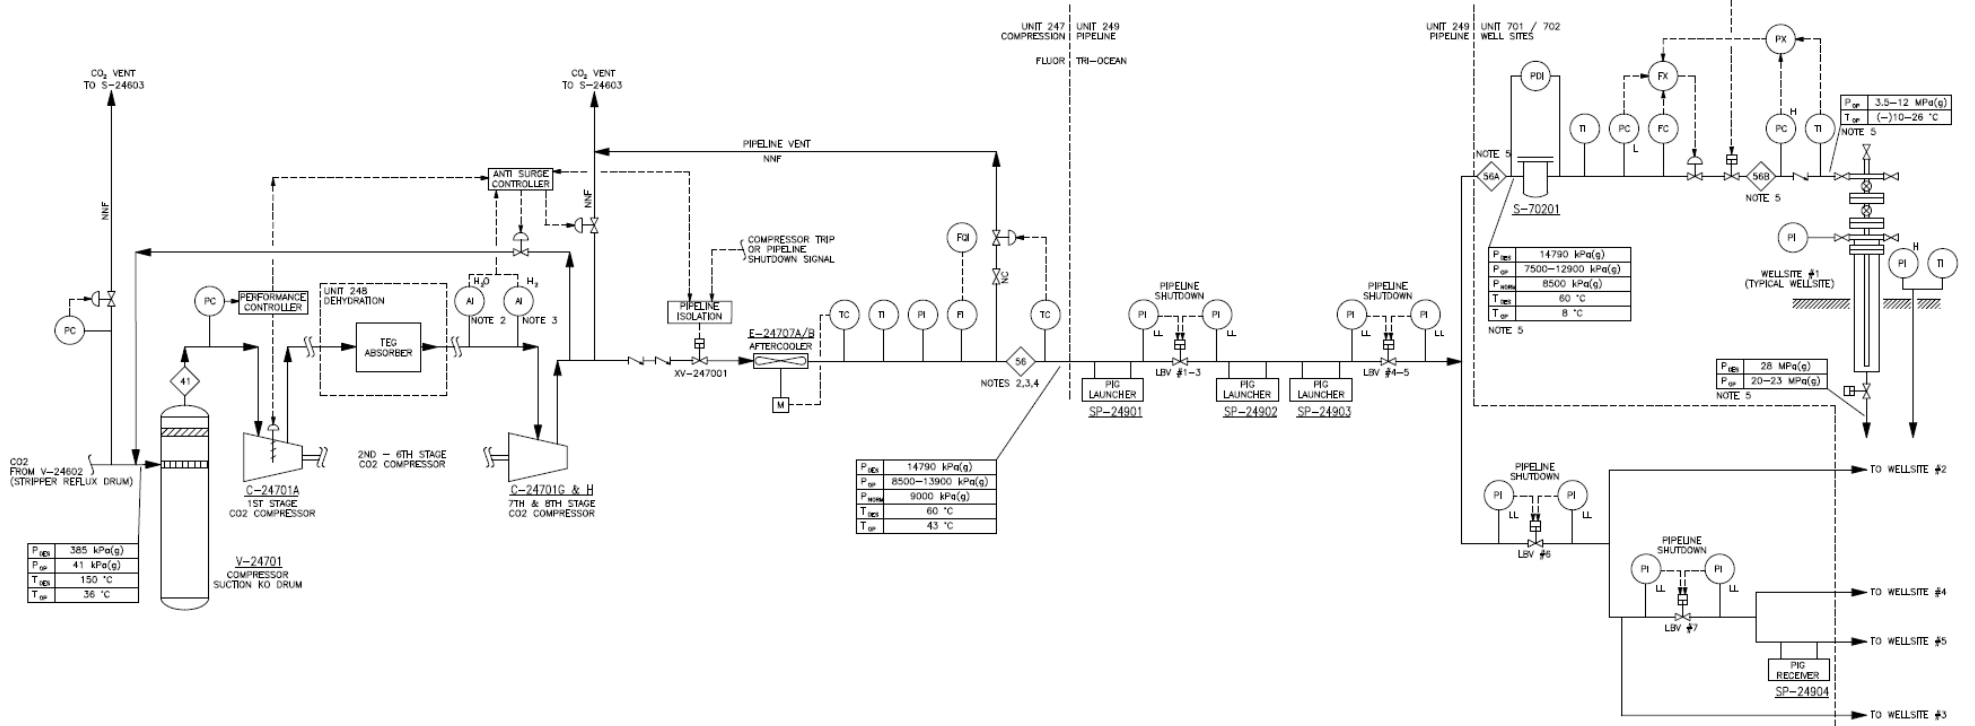 UNIT 247
COMPRESSION
UNIT 249
PIPELINE
FLUOR
TRI-OCEAN
UNIT 249
PIPELINE
UNIT 701 / 702
WELL SITES
CO₂ VENT
TO S-24603
NNF
PC
CO₂ VENT
TO S-24603
NNF
PIPELINE VENT
NNF
ANTI SURGE
CONTROLLER
COMPRESSOR TRIP
OR PIPELINE
SHUTDOWN SIGNAL
PC
PERFORMANCE
CONTROLLER
UNIT 248
DEHYDRATION
TEG
ABSORBER
H₂O
AI
NOTE 2
H₂
AI
NOTE 3
PIPELINE
ISOLATION
XV-247001
E-24707A/B
AFTERCOOLER
M
TC
TI
PI
FI
FQI
NC
TC
56
NOTES 2,3,4
41
CO2
FROM V-24602
(STRIPPER REFLUX DRUM)
C-24701A
1ST STAGE
CO2 COMPRESSOR
2ND - 6TH STAGE
CO2 COMPRESSOR
C-24701G & H
7TH & 8TH STAGE
CO2 COMPRESSOR
V-24701
COMPRESSOR
SUCTION KO DRUM
P DES 385 kPa(g)
P OP 41 kPa(g)
T DES 150 °C
T OP 36 °C
P DES 14790 kPa(g)
P OP 8500-13900 kPa(g)
P NORM 9000 kPa(g)
T DES 60 °C
T OP 43 °C
PIPELINE
SHUTDOWN
PI
LL
PI
LL
LBV #1-3
PIG
LAUNCHER
SP-24901
PIG
LAUNCHER
SP-24902
PIG
LAUNCHER
SP-24903
PIPELINE
SHUTDOWN
PI
LL
PI
LL
LBV #4-5
NOTE 5
56A
PDI
S-70201
TI
PC
L
FC
FX
PX
56B
NOTE 5
PC
H
TI
P OP 3.5-12 MPa(g)
T OP (-)10-26 °C
NOTE 5
P DES 14790 kPa(g)
P OP 7500-12900 kPa(g)
P NORM 8500 kPa(g)
T DES 60 °C
T OP 8 °C
NOTE 5
PI
WELLSITE #1
(TYPICAL WELLSITE)
H
PI
TI
P DES 28 MPa(g)
P OP 20-23 MPa(g)
NOTE 5
PIPELINE
SHUTDOWN
PI
LL
PI
LL
LBV #6
PIPELINE
SHUTDOWN
PI
LL
PI
LL
LBV #7
TO WELLSITE #2
TO WELLSITE #4
TO WELLSITE #5
PIG
RECEIVER
SP-24904
TO WELLSITE #3